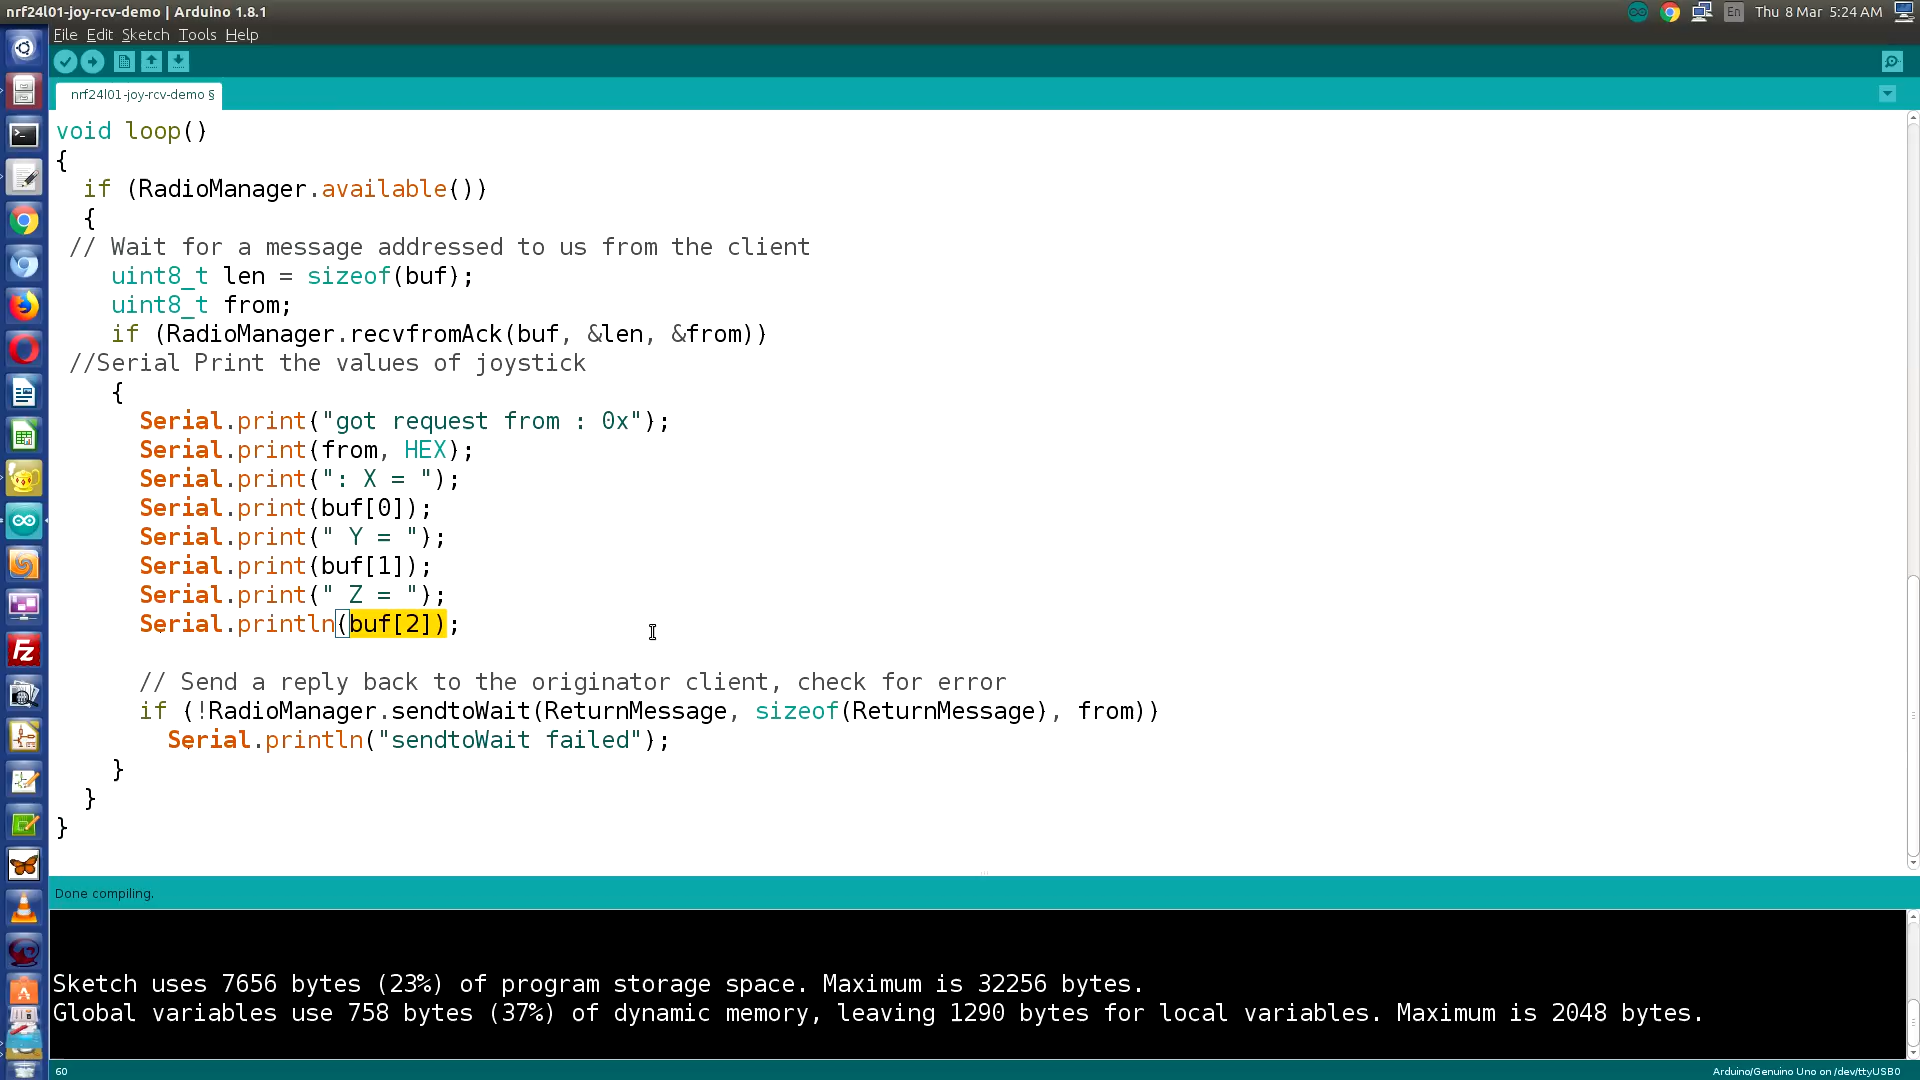 nrf24l01-joy-rcv-demo | Arduino 1.8.1
En
Thu 8 Mar 5:24 AM
File Edit Sketch Tools Help
nrf24l01-joy-rcv-demo §
void loop()
{
if (RadioManager.available())
{
// Wait for a message addressed to us from the client
uint8_t len = sizeof(buf);
uint8_t from;
if (RadioManager.recvfromAck(buf, &len, &from))
//Serial Print the values of joystick
{
Serial.print("got request from : 0x");
Serial.print(from, HEX);
Serial.print(": X = ");
Serial.print(buf[0]);
Serial.print(" Y = ");
Serial.print(buf[1]);
Serial.print(" Z = ");
Serial.println(buf[2]);
// Send a reply back to the originator client, check for error
if (!RadioManager.sendtoWait(ReturnMessage, sizeof(ReturnMessage), from))
Serial.println("sendtoWait failed");
}
}
}
Done compiling.
Sketch uses 7656 bytes (23%) of program storage space. Maximum is 32256 bytes.
Global variables use 758 bytes (37%) of dynamic memory, leaving 1290 bytes for local variables. Maximum is 2048 bytes.
60
Arduino/Genuino Uno on /dev/ttyUSB0
Fz
A